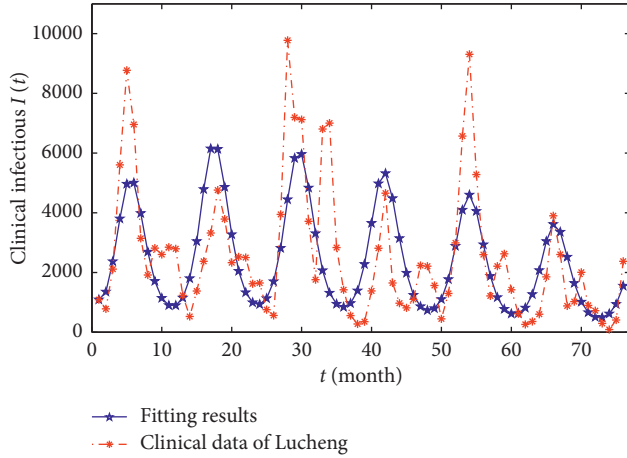 10000
8000
6000
4000
2000
0
Clinical infectious I (t)
0 10 20 30 40 50 60 70
t (month)
Fitting results
Clinical data of Lucheng